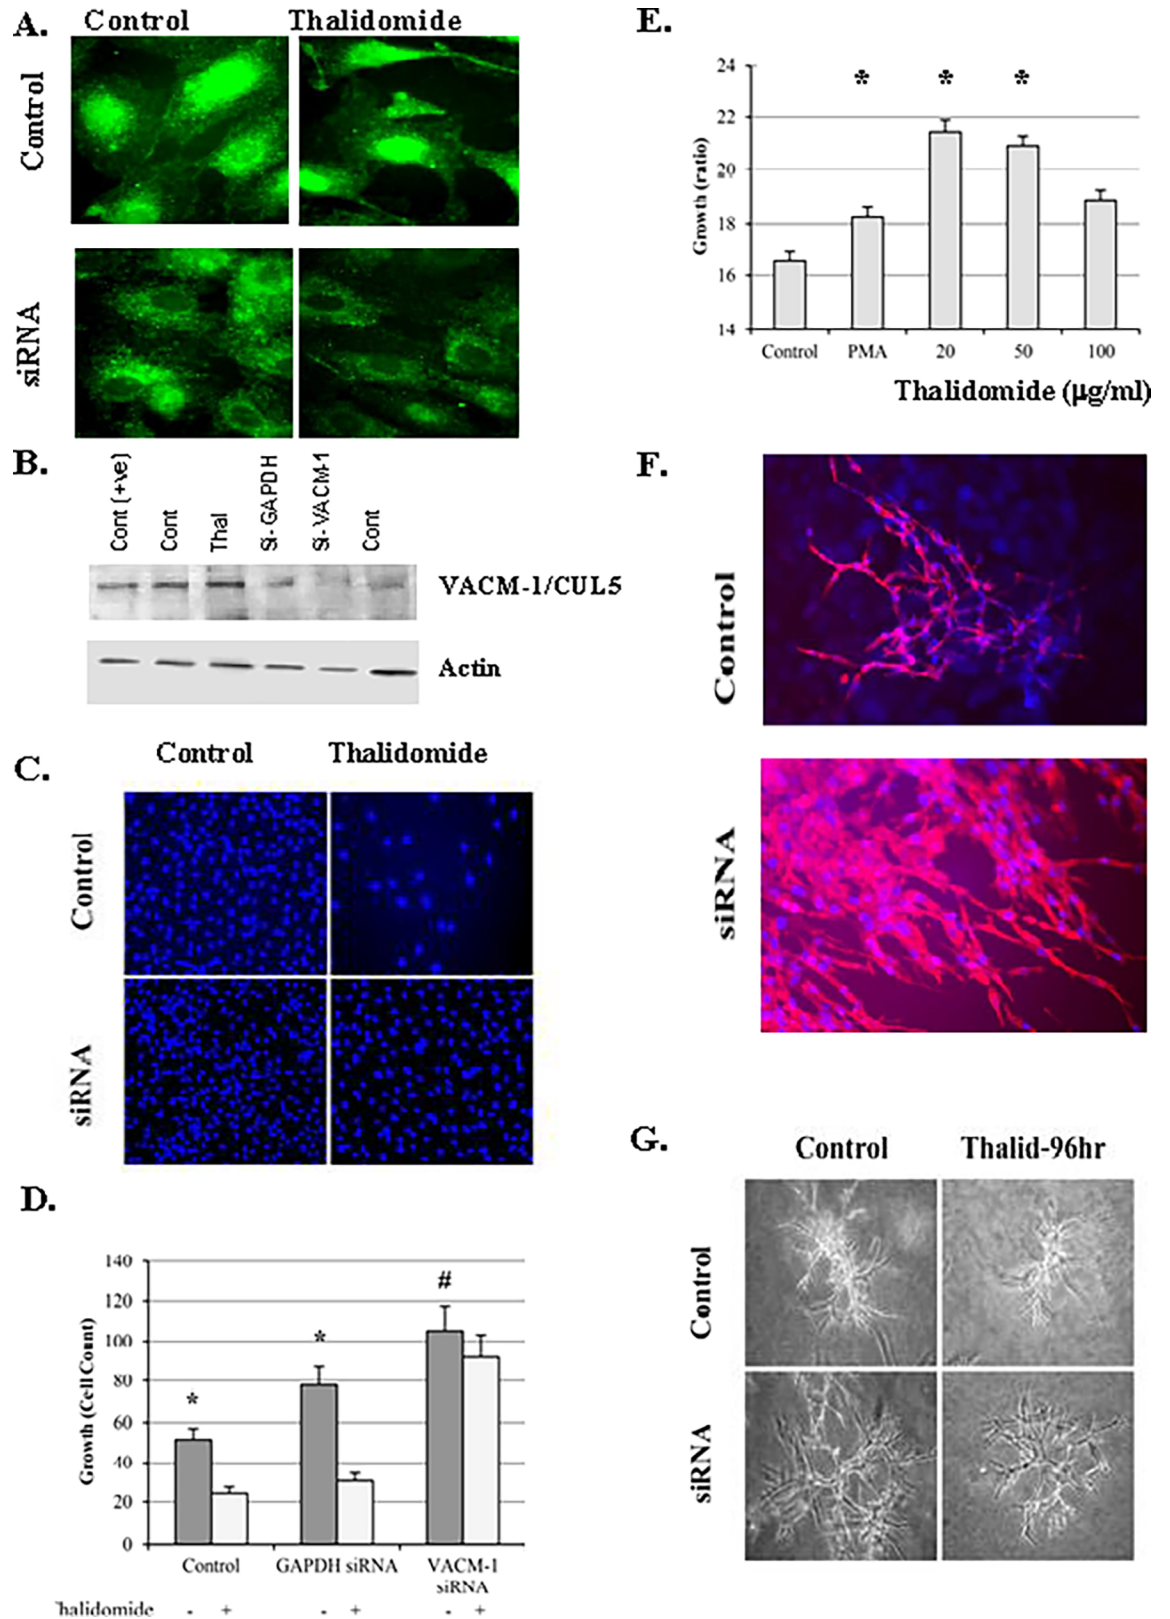 A.
Control Thalidomide
Control
siRNA
B.
Cont (+ve)
Cont
Thal
Si-GAPDH
Si-VACM-1
Cont
VACM-1/CUL5
Actin
C.
Control Thalidomide
Control
siRNA
D.
Growth (Cell Count)
140
120
100
80
60
40
20
0
*
*
#
Control GAPDH siRNA VACM-1
siRNA
halidomide - + - + - +
E.
Growth (ratio)
24
22
20
18
16
14
* * *
Control PMA 20 50 100
Thalidomide (µg/ml)
F.
Control
siRNA
G.
Control Thalid-96hr
Control
siRNA